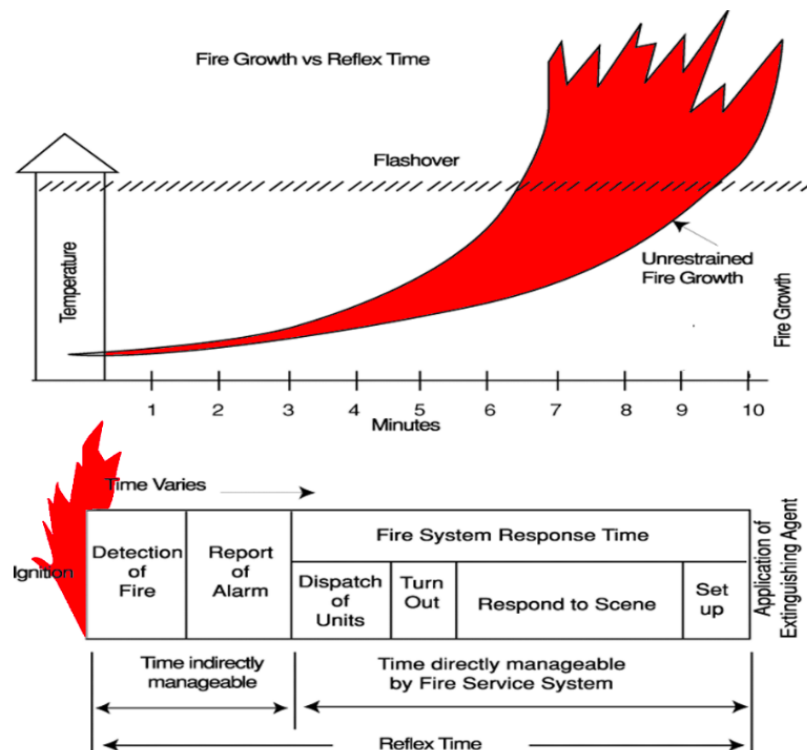 Fire Growth vs Reflex Time
Flashover
Temperature
Unrestrained
Fire Growth
Fire Growth
1 2 3 4 5 6 7 8 9 10
Minutes
Time Varies
Ignition
Detection
of
Fire
Report
of
Alarm
Fire System Response Time
Dispatch
of
Units
Turn
Out
Respond to Scene
Set
up
Application of
Extinguishing Agent
Time indirectly
manageable
Time directly manageable
by Fire Service System
Reflex Time